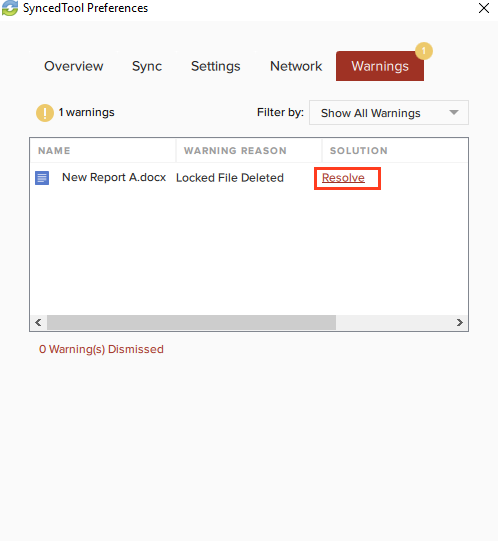 SyncedTool Preferences
Overview Sync Settings Network Warnings 1
! 1 warnings Filter by: Show All Warnings
NAME WARNING REASON SOLUTION
New Report A.docx Locked File Deleted Resolve
0 Warning(s) Dismissed